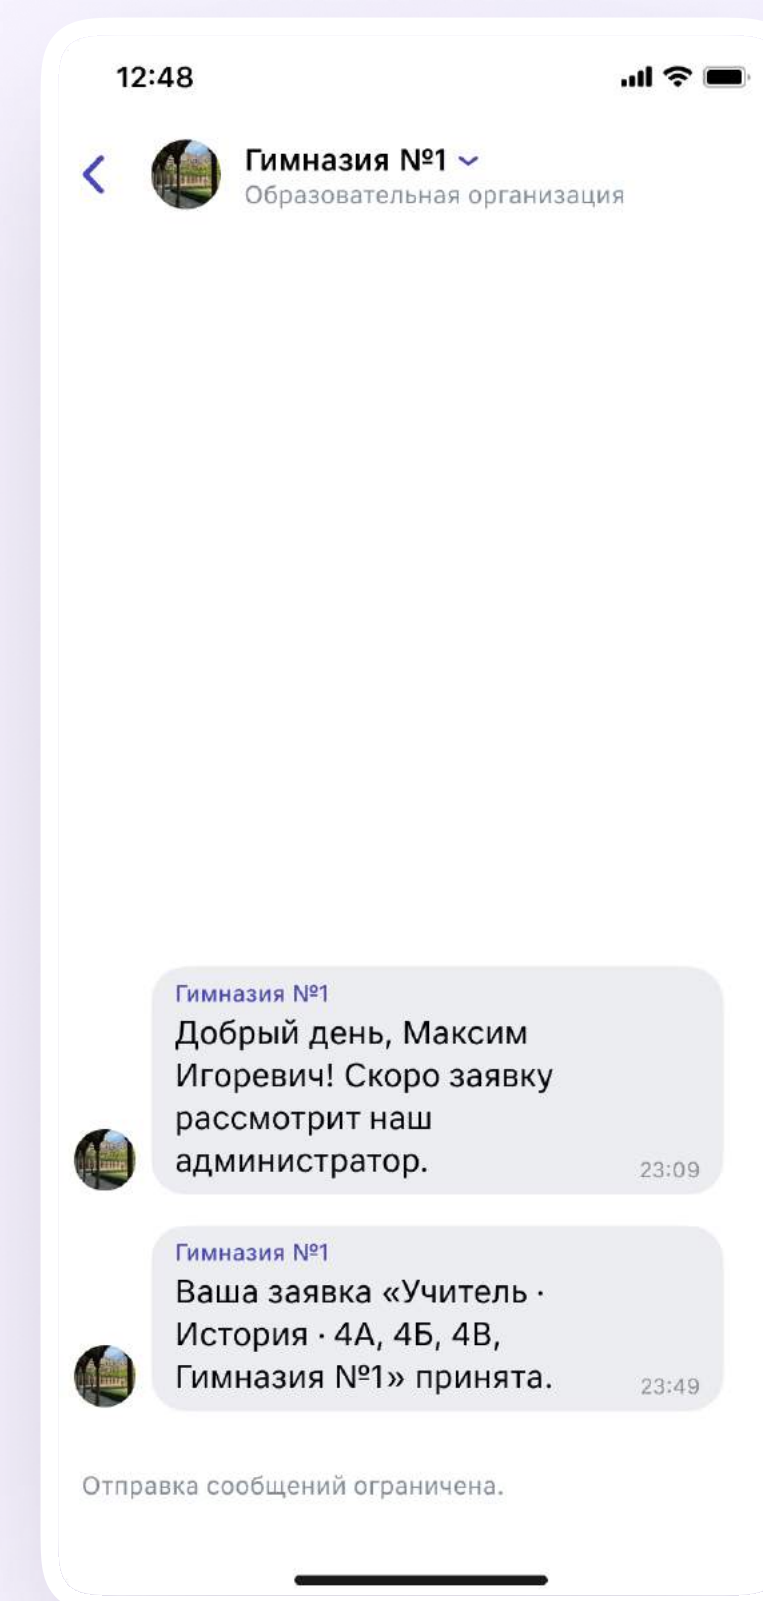 12:48
Гимназия №1
Образовательная организация
Гимназия №1
Добрый день, Максим
Игоревич! Скоро заявку
рассмотрит наш
администратор.
23:09
Гимназия №1
Ваша заявка «Учитель ·
История · 4А, 4Б, 4В,
Гимназия №1» принята.
23:49
Отправка сообщений ограничена.